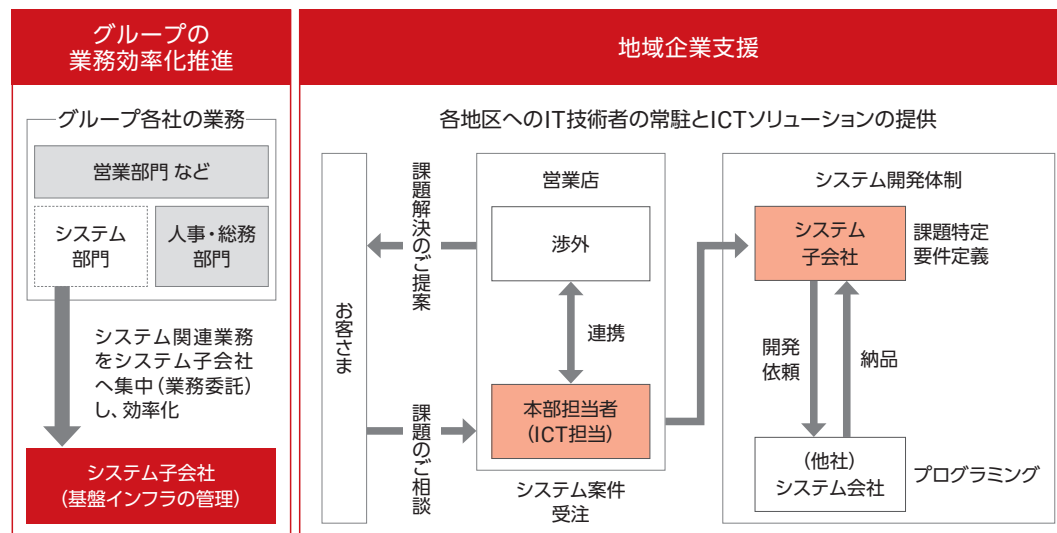 グループの
業務効率化推進
グループ各社の業務
営業部門 など
システム
部門
人事・総務
部門
システム関連業務
をシステム子会社
へ集中(業務委託)
し、効率化
システム子会社
(基盤インフラの管理)
地域企業支援
各地区へのIT技術者の常駐とICTソリューションの提供
お客さま
課題解決のご提案
課題のご相談
営業店
渉外
連携
本部担当者
(ICT担当)
システム案件
受注
システム開発体制
システム
子会社
課題特定
要件定義
開発
依頼
納品
(他社)
システム会社
プログラミング